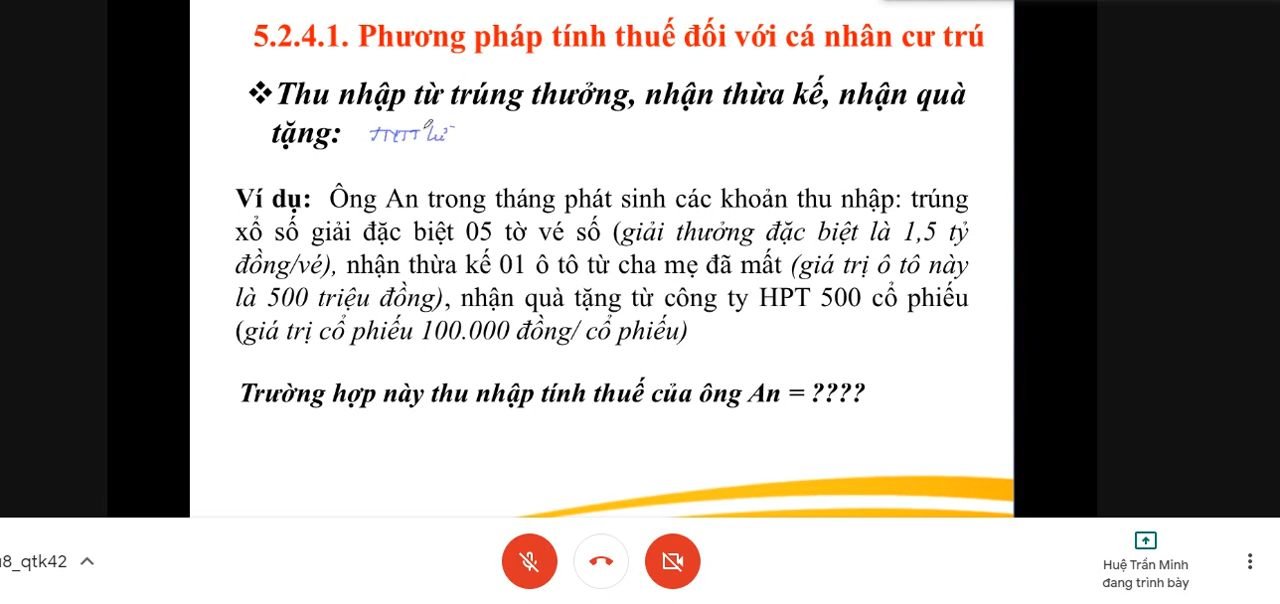 5.2.4.1. Phương pháp tính thuế đối với cá nhân cư trú
❖Thu nhập từ trúng thưởng, nhận thừa kế, nhận quà
tặng:
Ví dụ: Ông An trong tháng phát sinh các khoản thu nhập: trúng
xổ số giải đặc biệt 05 tờ vé số (giải thưởng đặc biệt là 1,5 tỷ
đồng/vé), nhận thừa kế 01 ô tô từ cha mẹ đã mất (giá trị ô tô này
là 500 triệu đồng), nhận quà tặng từ công ty HPT 500 cổ phiếu
(giá trị cổ phiếu 100.000 đồng/ cổ phiếu)
Trường hợp này thu nhập tính thuế của ông An = ????
8_qtk42
Huệ Trần Minh
đang trình bày